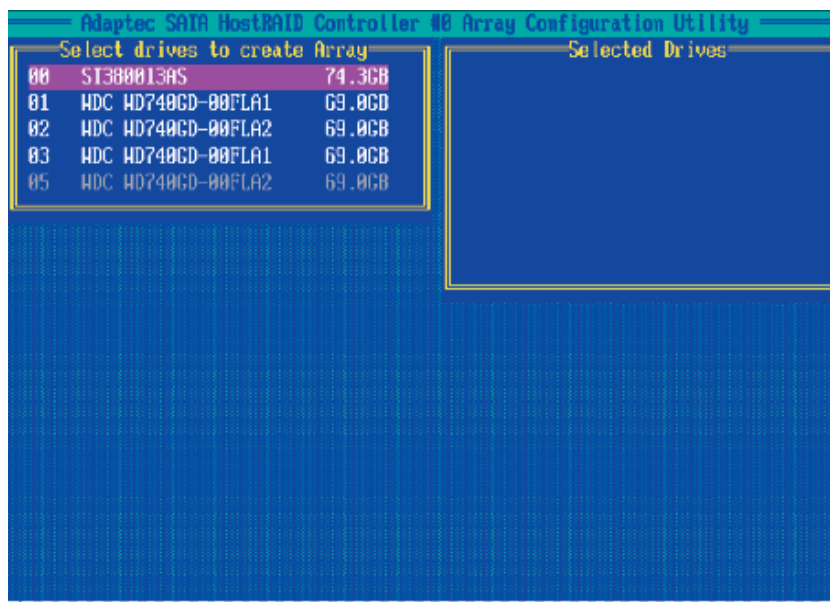 Adaptec SATA HostRAID Controller #0 Array Configuration Utility
Select drives to create Array
00 ST380013AS 74.3GB
01 WDC WD740GD-00FLA1 69.0GB
02 WDC WD740GD-00FLA2 69.0GB
03 WDC WD740GD-00FLA1 69.0GB
05 WDC WD740GD-00FLA2 69.0GB
Selected Drives